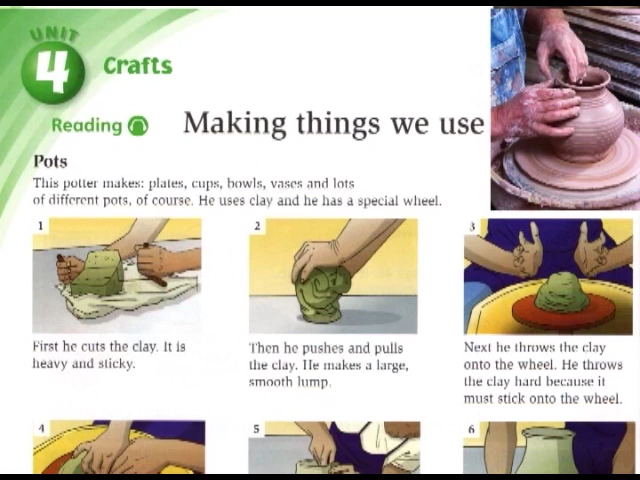 UNIT
4
Crafts
Reading
Making things we use
Pots
This potter makes: plates, cups, bowls, vases and lots
of different pots, of course. He uses clay and he has a special wheel.
1
First he cuts the clay. It is
heavy and sticky.
2
Then he pushes and pulls
the clay. He makes a large,
smooth lump.
3
Next he throws the clay
onto the wheel. He throws
the clay hard because it
must stick onto the wheel.
4
5
6